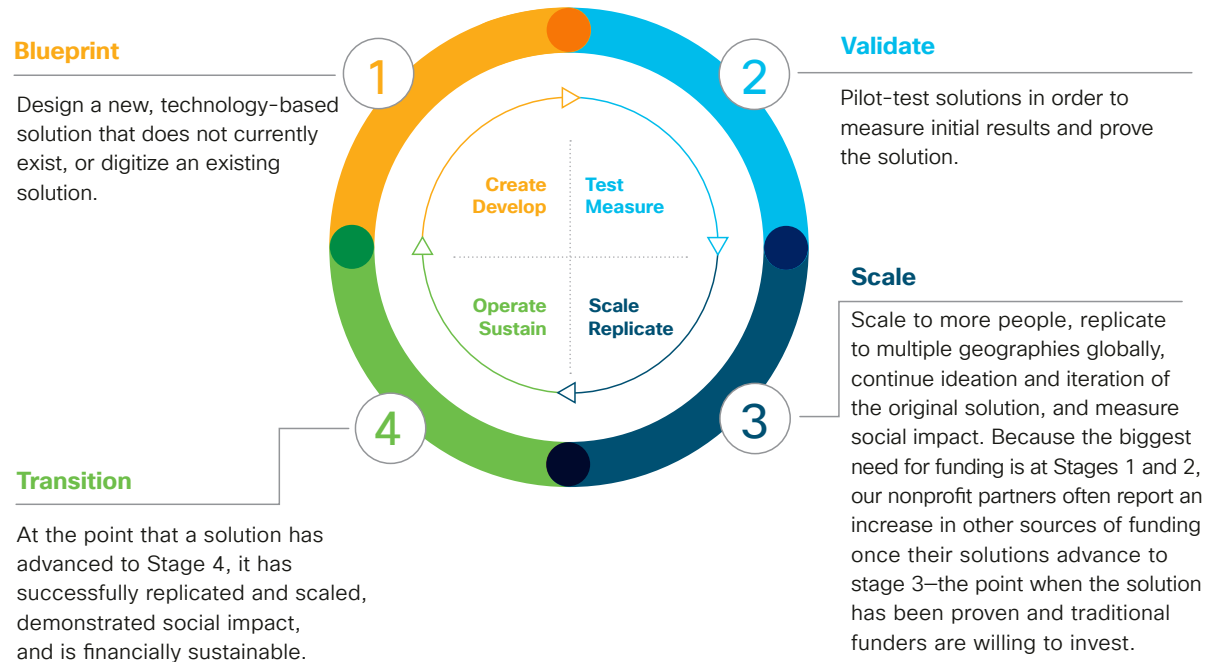 Blueprint
1
Design a new, technology-based
solution that does not currently
exist, or digitize an existing
solution.
2
Validate
Pilot-test solutions in order to
measure initial results and prove
the solution.
Create
Develop
Test
Measure
Operate
Sustain
Scale
Replicate
3
Scale
Scale to more people, replicate
to multiple geographies globally,
continue ideation and iteration of
the original solution, and measure
social impact. Because the biggest
need for funding is at Stages 1 and 2,
our nonprofit partners often report an
increase in other sources of funding
once their solutions advance to
stage 3—the point when the solution
has been proven and traditional
funders are willing to invest.
4
Transition
At the point that a solution has
advanced to Stage 4, it has
successfully replicated and scaled,
demonstrated social impact,
and is financially sustainable.